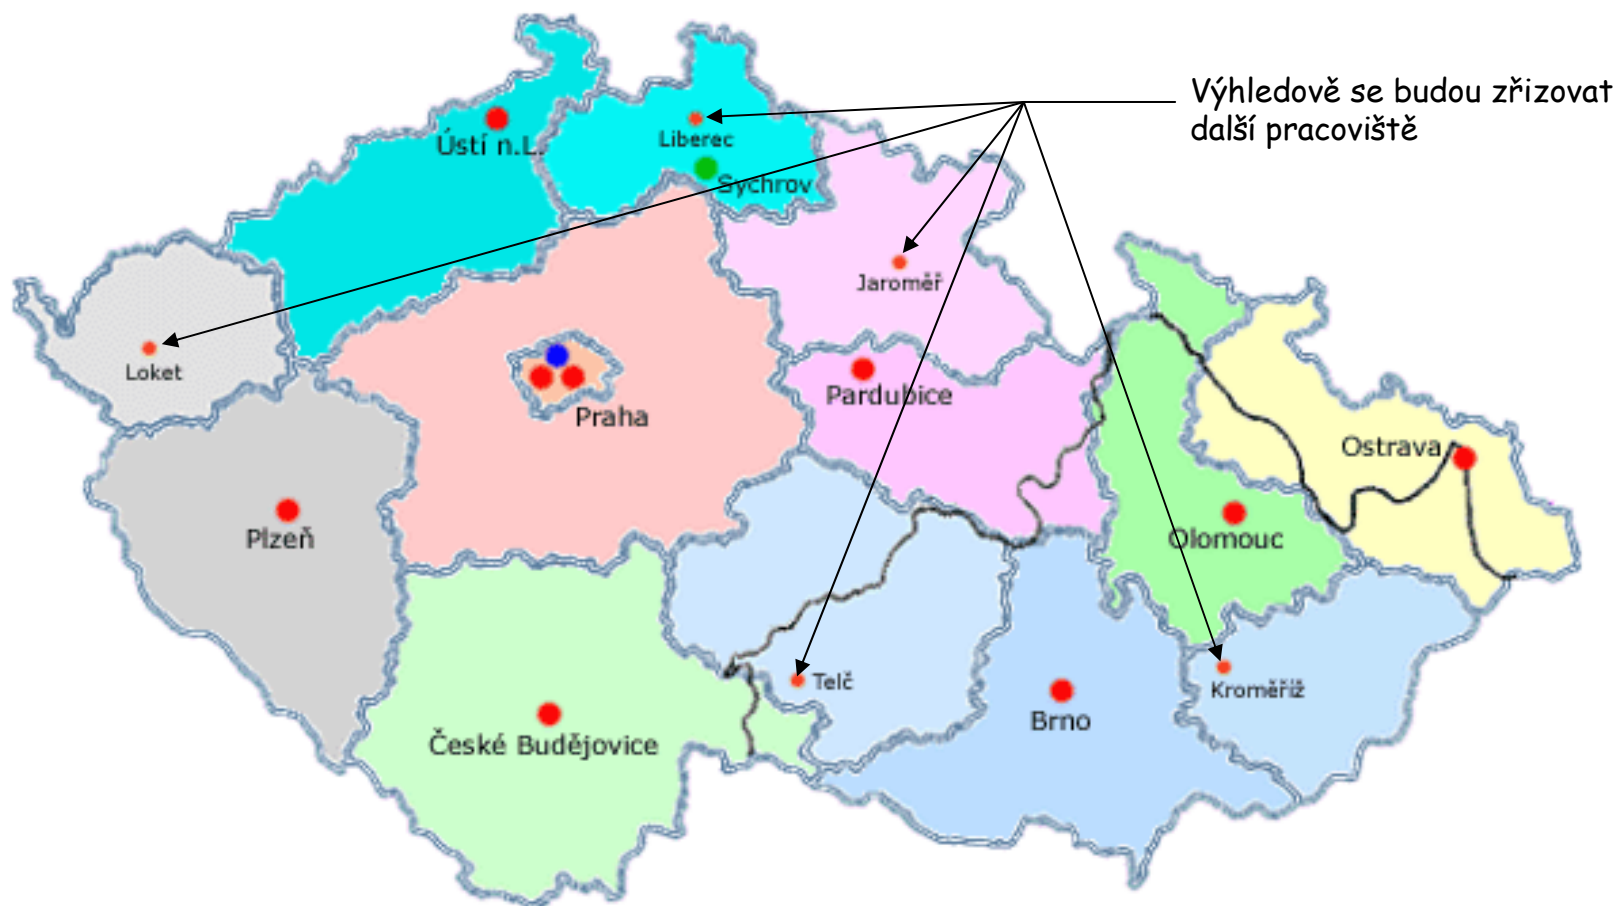 Výhledově se budou zřizovat
další pracoviště
Ústí n.L.
Liberec
Sychrov
Jaroměř
Loket
Praha
Pardubice
Ostrava
Plzeň
Olomouc
Telč
Kroměříž
Brno
České Budějovice